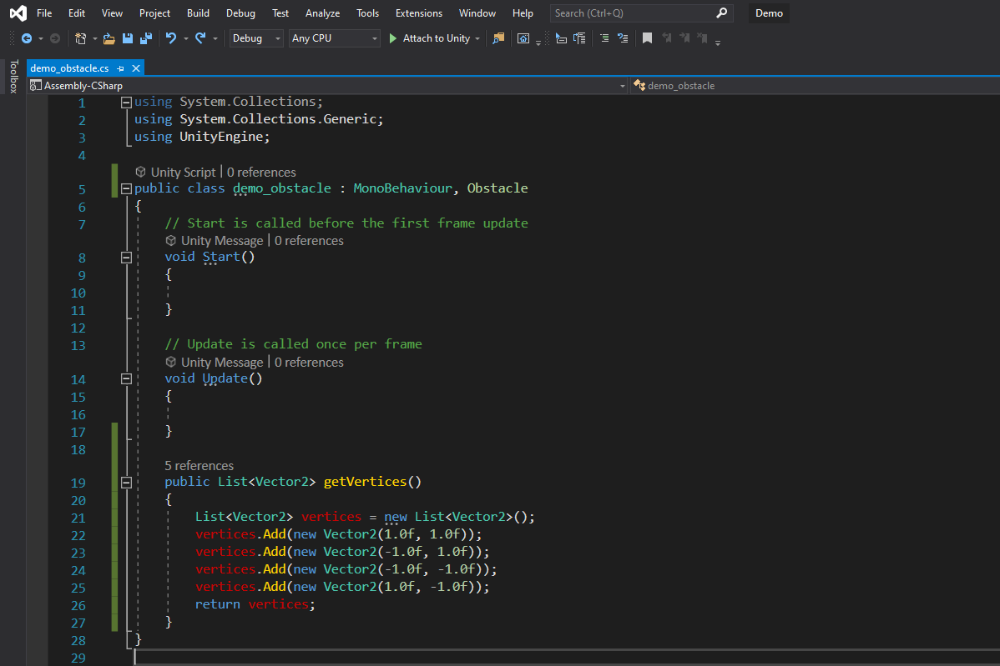 File Edit View Project Build Debug Test Analyze Tools Extensions Window Help Search (Ctrl+Q) Demo
Debug Any CPU Attach to Unity
Toolbox
demo_obstacle.cs
Assembly-CSharp demo_obstacle
1 using System.Collections;
2 using System.Collections.Generic;
3 using UnityEngine;
4
Unity Script | 0 references
5 public class demo_obstacle : MonoBehaviour, Obstacle
6 {
7 // Start is called before the first frame update
Unity Message | 0 references
8 void Start()
9 {
10
11 }
12
13 // Update is called once per frame
Unity Message | 0 references
14 void Update()
15 {
16
17 }
18
5 references
19 public List<Vector2> getVertices()
20 {
21 List<Vector2> vertices = new List<Vector2>();
22 vertices.Add(new Vector2(1.0f, 1.0f));
23 vertices.Add(new Vector2(-1.0f, 1.0f));
24 vertices.Add(new Vector2(-1.0f, -1.0f));
25 vertices.Add(new Vector2(1.0f, -1.0f));
26 return vertices;
27 }
28 }
29